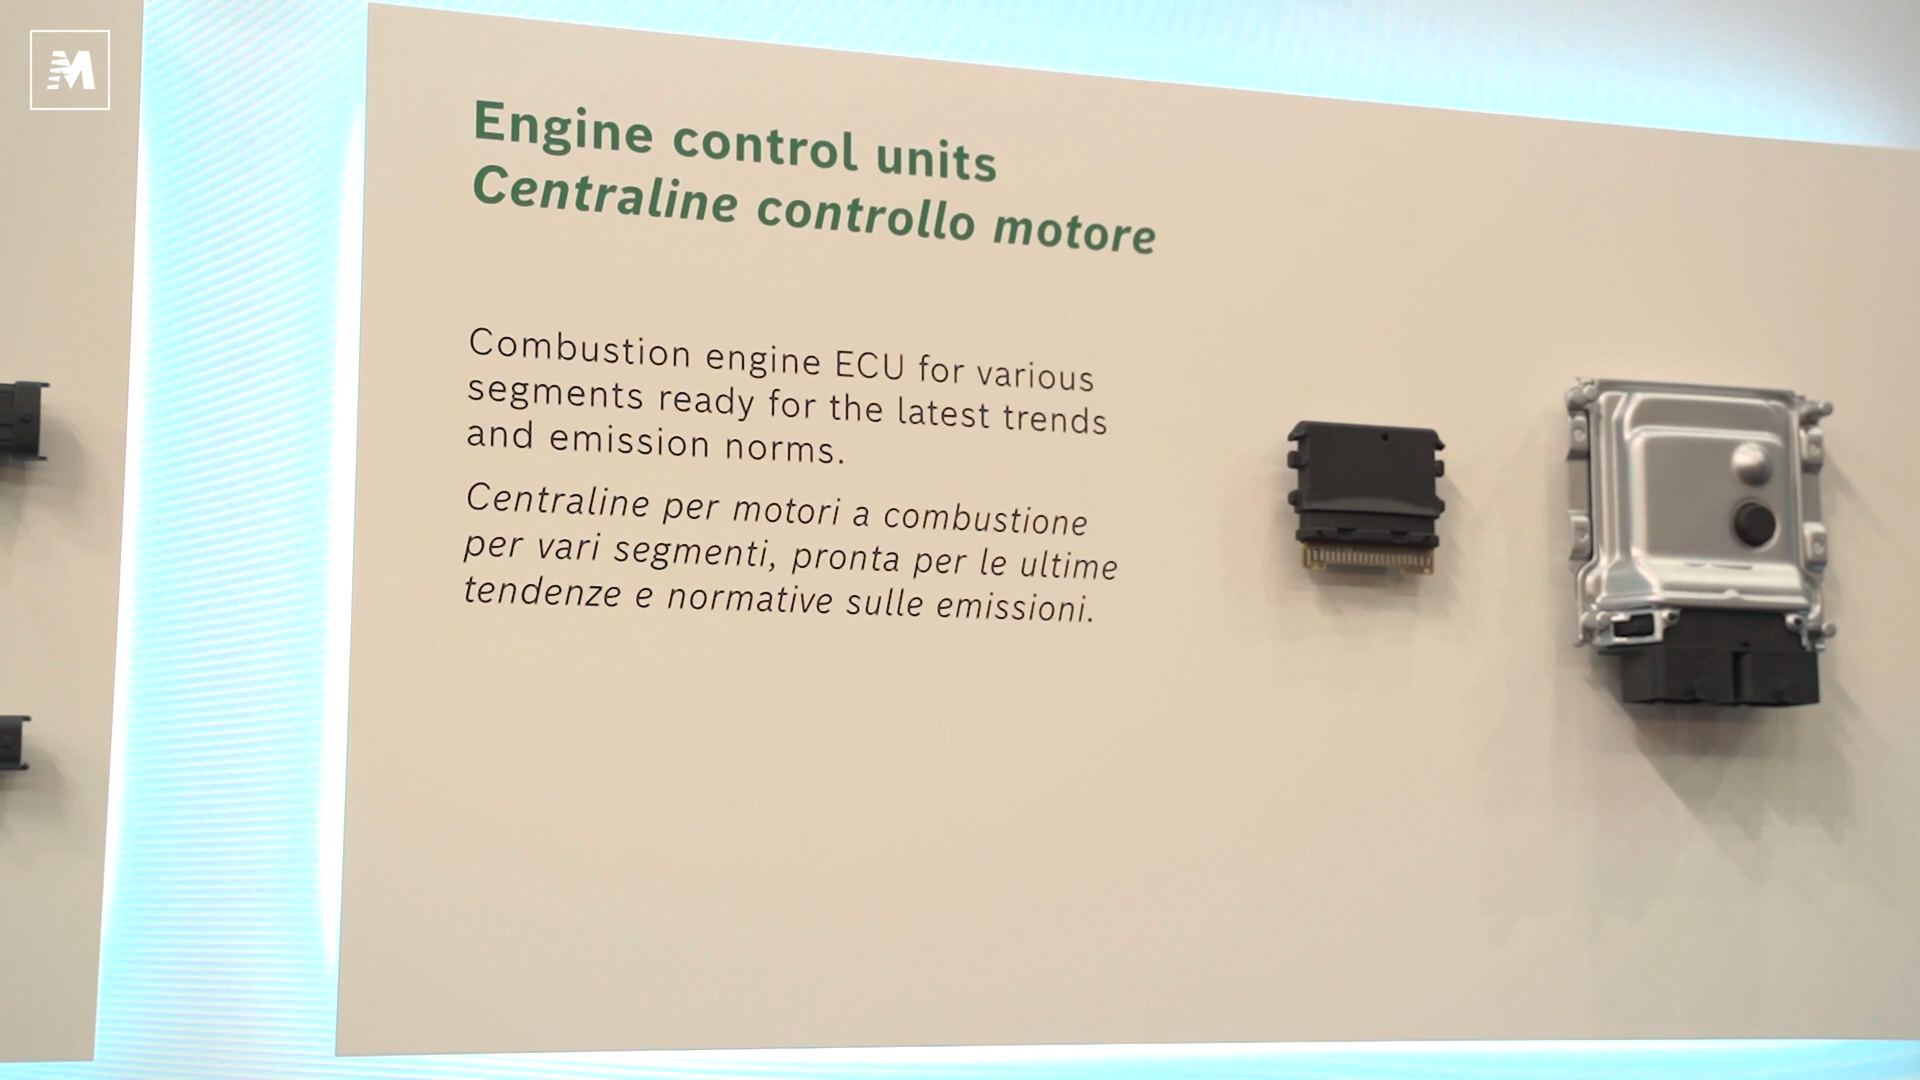 M
Engine control units
Centraline controllo motore
Combustion engine ECU for various
segments ready for the latest trends
and emission norms.
Centraline per motori a combustione
per vari segmenti, pronta per le ultime
tendenze e normative sulle emissioni.